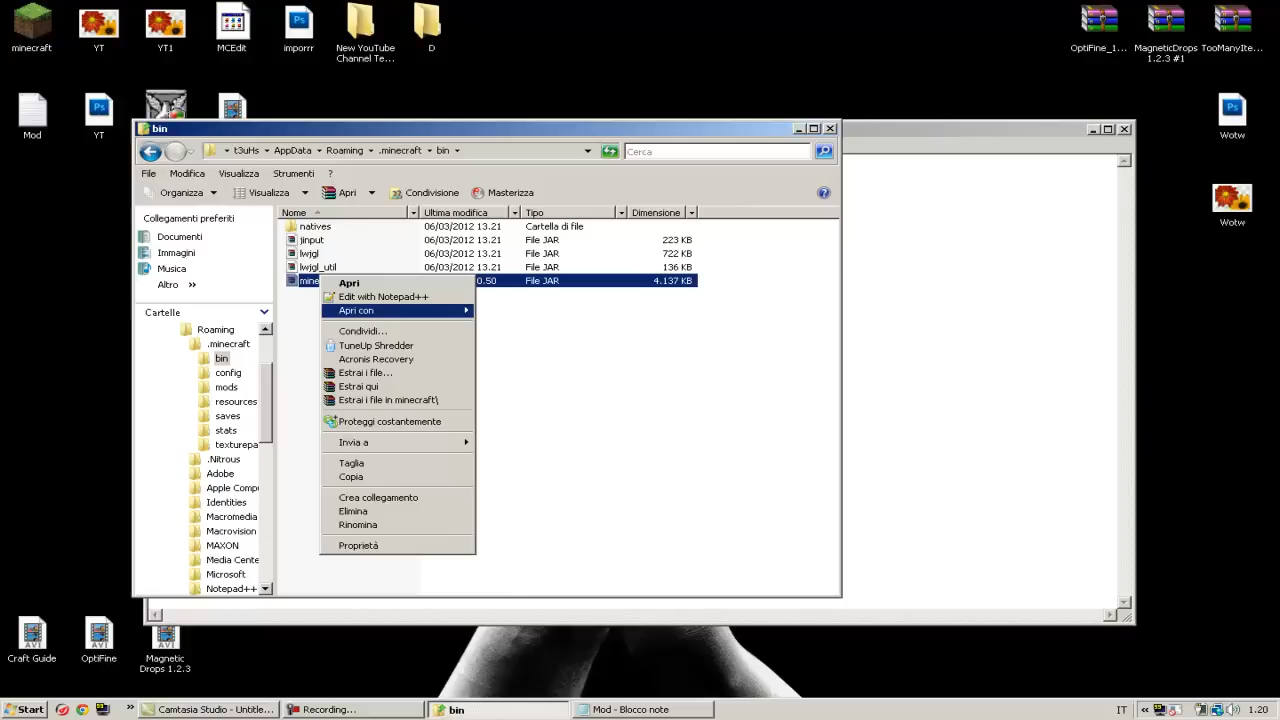 minecraft
YT
YT1
MCEdit
imporrr
New YouTube
Channel Te...
D
OptiFine_1...
MagneticDrops
1.2.3 #1
TooManyIte...
Mod
YT
Wotw
Wotw
bin
t3uHs
AppData
Roaming
.minecraft
bin
Cerca
File
Modifica
Visualizza
Strumenti
?
Organizza
Visualizza
Apri
Condivisione
Masterizza
Collegamenti preferiti
Documenti
Immagini
Musica
Altro »
Cartelle
Roaming
.minecraft
bin
config
mods
resources
saves
stats
texturepa
.Nitrous
Adobe
Apple Compu
Identities
Macromedia
Macrovision
MAXON
Media Cente
Microsoft
Notepad++
Nome
Ultima modifica
Tipo
Dimensione
natives 06/03/2012 13.21 Cartella di file
jinput 06/03/2012 13.21 File JAR 223 KB
lwjgl 06/03/2012 13.21 File JAR 722 KB
lwjgl_util 06/03/2012 13.21 File JAR 136 KB
mine 0.50 File JAR 4.137 KB
Apri
Edit with Notepad++
Apri con
Condividi...
TuneUp Shredder
Acronis Recovery
Estrai i file...
Estrai qui
Estrai i file in minecraft\
Proteggi costantemente
Invia a
Taglia
Copia
Crea collegamento
Elimina
Rinomina
Proprietà
AVI
Craft Guide
AVI
OptiFine
AVI
Magnetic
Drops 1.2.3
Start
»
Camtasia Studio - Untitle...
Recording...
bin
Mod - Blocco note
IT
«
1.20